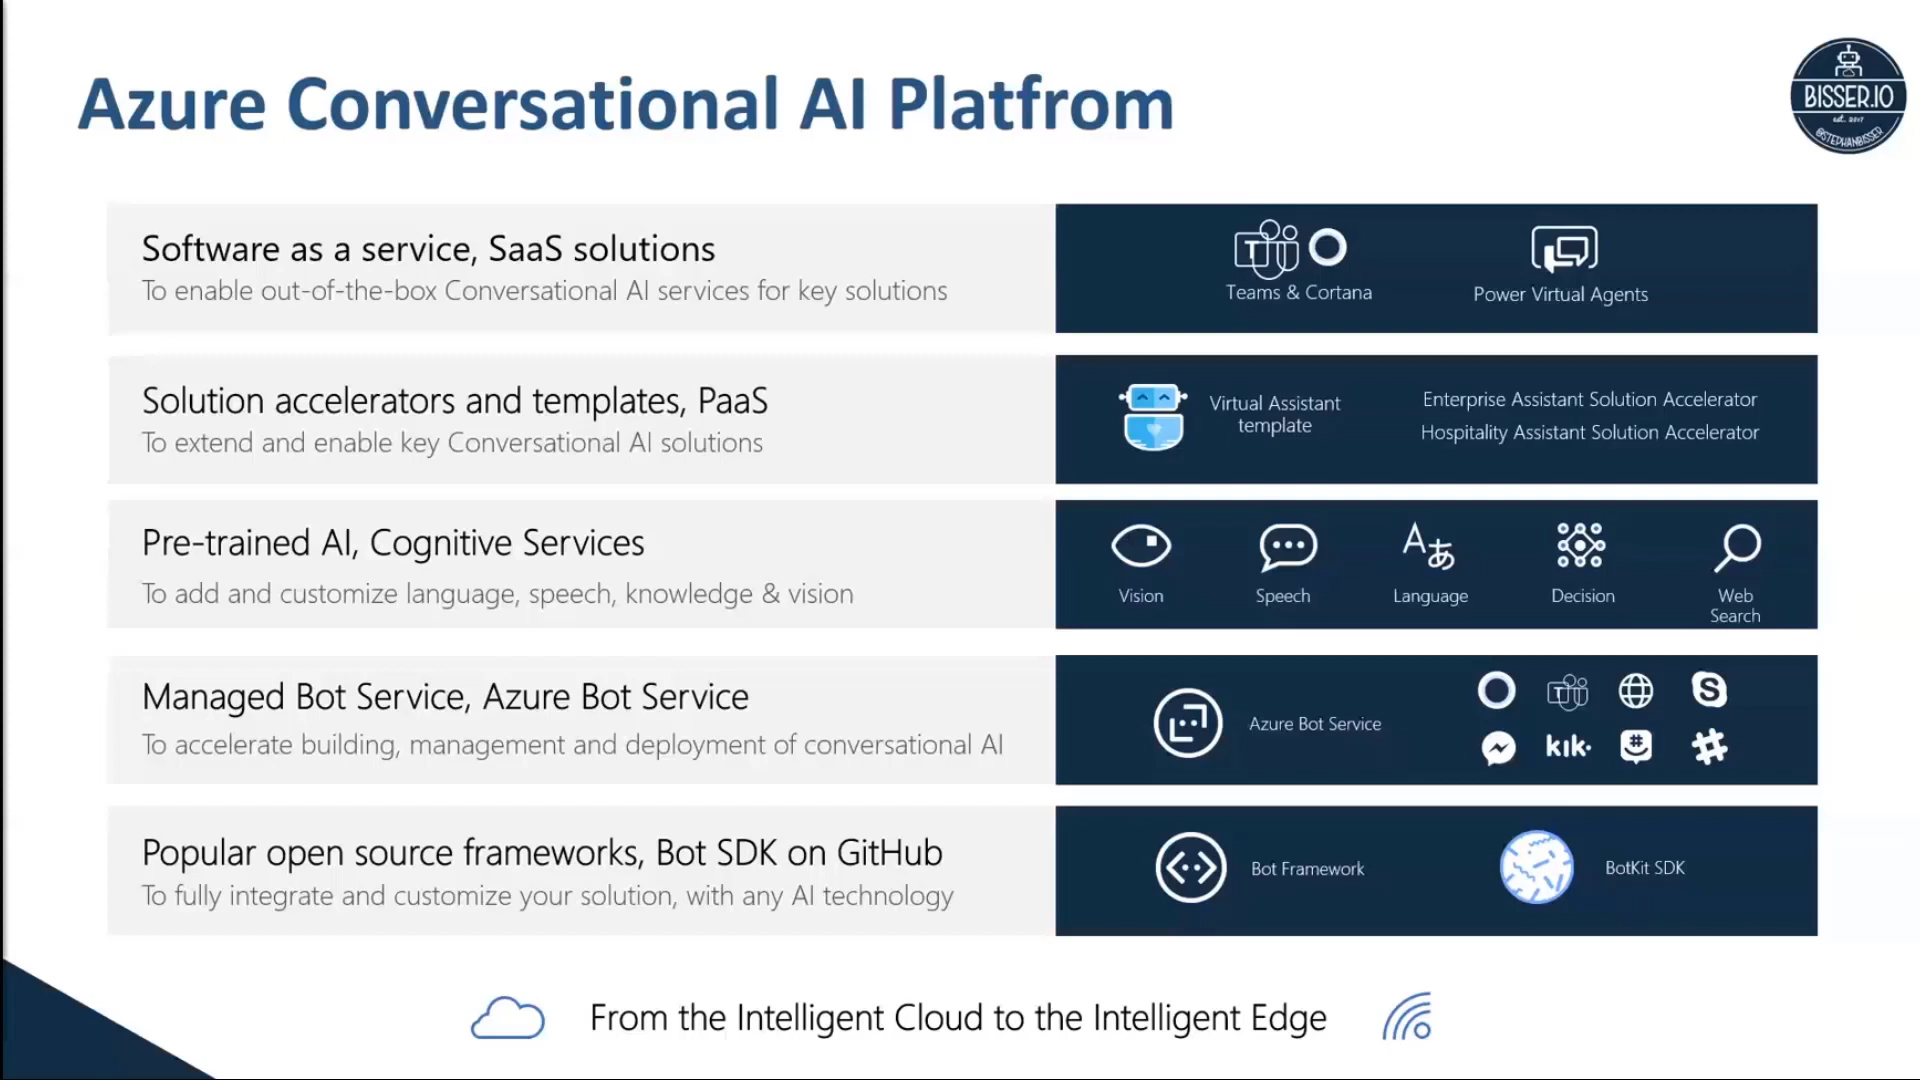 Azure Conversational AI Platfrom
BISSER.IO
est. 2017
@STEPHANBISSER
Software as a service, SaaS solutions
To enable out-of-the-box Conversational AI services for key solutions
Teams & Cortana
Power Virtual Agents
Solution accelerators and templates, PaaS
To extend and enable key Conversational AI solutions
Virtual Assistant
template
Enterprise Assistant Solution Accelerator
Hospitality Assistant Solution Accelerator
Pre-trained AI, Cognitive Services
To add and customize language, speech, knowledge & vision
Vision
Speech
Language
Decision
Web
Search
Managed Bot Service, Azure Bot Service
To accelerate building, management and deployment of conversational AI
Azure Bot Service
kik.
Popular open source frameworks, Bot SDK on GitHub
To fully integrate and customize your solution, with any AI technology
Bot Framework
BotKit SDK
From the Intelligent Cloud to the Intelligent Edge